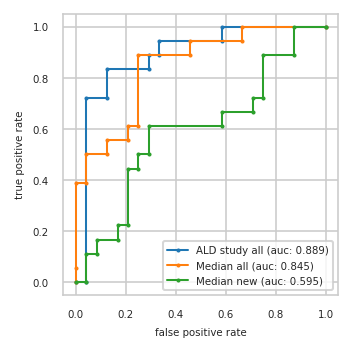 1.0
0.8
0.6
0.4
0.2
0.0
true positive rate
ALD study all (auc: 0.889)
Median all (auc: 0.845)
Median new (auc: 0.595)
0.0 0.2 0.4 0.6 0.8 1.0
false positive rate